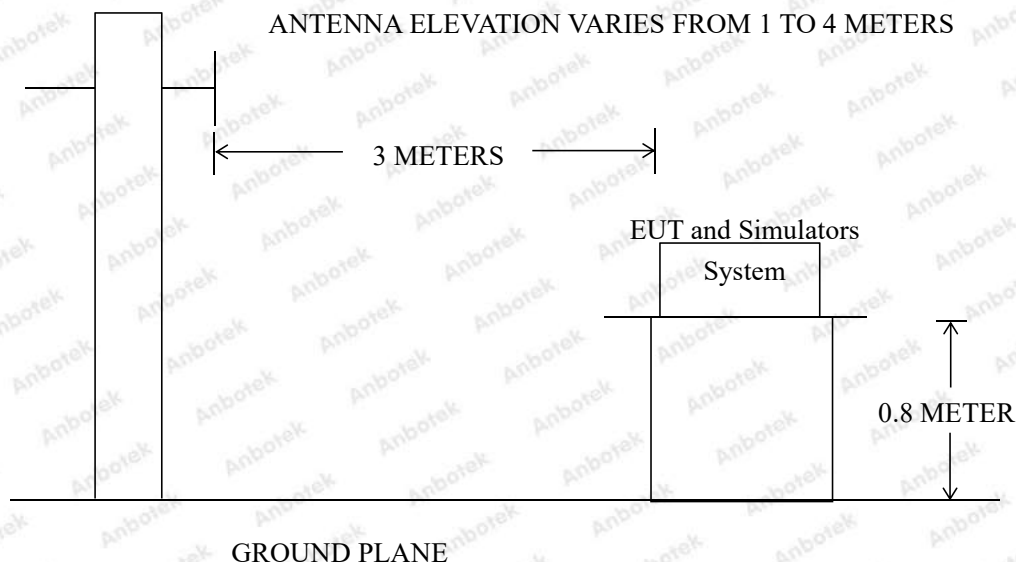 ANTENNA ELEVATION VARIES FROM 1 TO 4 METERS
3 METERS
EUT and Simulators
System
0.8 METER
GROUND PLANE
Anbotek